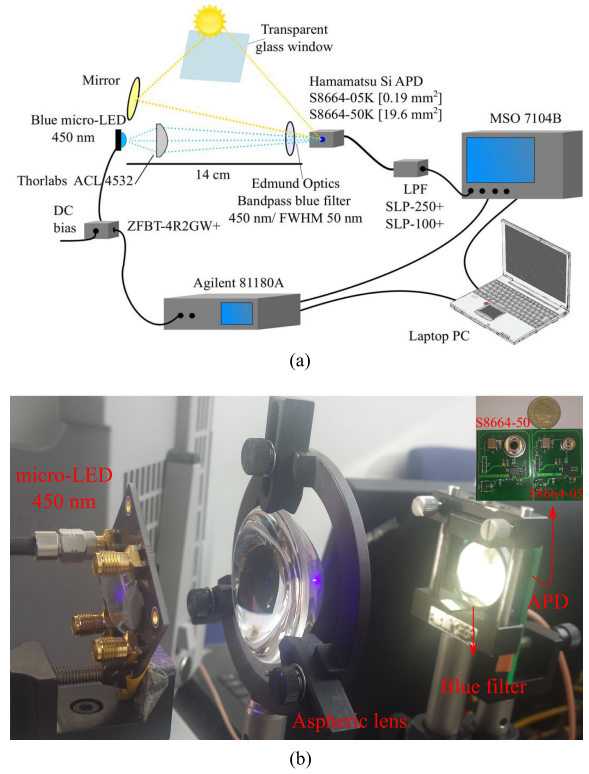 Transparent
glass window
Mirror
Blue micro-LED
450 nm
Hamamatsu Si APD
S8664-05K [0.19 mm²]
S8664-50K [19.6 mm²]
MSO 7104B
Thorlabs ACL 4532
14 cm
Edmund Optics
Bandpass blue filter
450 nm/ FWHM 50 nm
LPF
SLP-250+
SLP-100+
DC
bias
ZFBT-4R2GW+
Agilent 81180A
Laptop PC
(a)
S8664-50
S8664-05
micro-LED
450 nm
APD
Blue filter
Aspheric lens
(b)